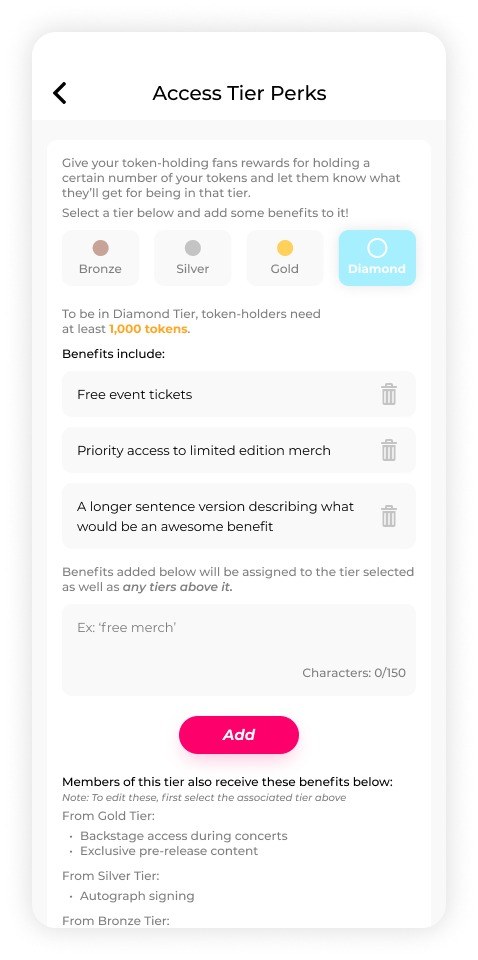 Access Tier Perks
Give your token-holding fans rewards for holding a
certain number of your tokens and let them know what
they’ll get for being in that tier.
Select a tier below and add some benefits to it!
Bronze
Silver
Gold
Diamond
To be in Diamond Tier, token-holders need
at least 1,000 tokens.
Benefits include:
Free event tickets
Priority access to limited edition merch
A longer sentence version describing what
would be an awesome benefit
Benefits added below will be assigned to the tier selected
as well as any tiers above it.
Ex: ‘free merch’
Characters: 0/150
Add
Members of this tier also receive these benefits below:
Note: To edit these, first select the associated tier above
From Gold Tier:
• Backstage access during concerts
• Exclusive pre-release content
From Silver Tier:
• Autograph signing
From Bronze Tier: